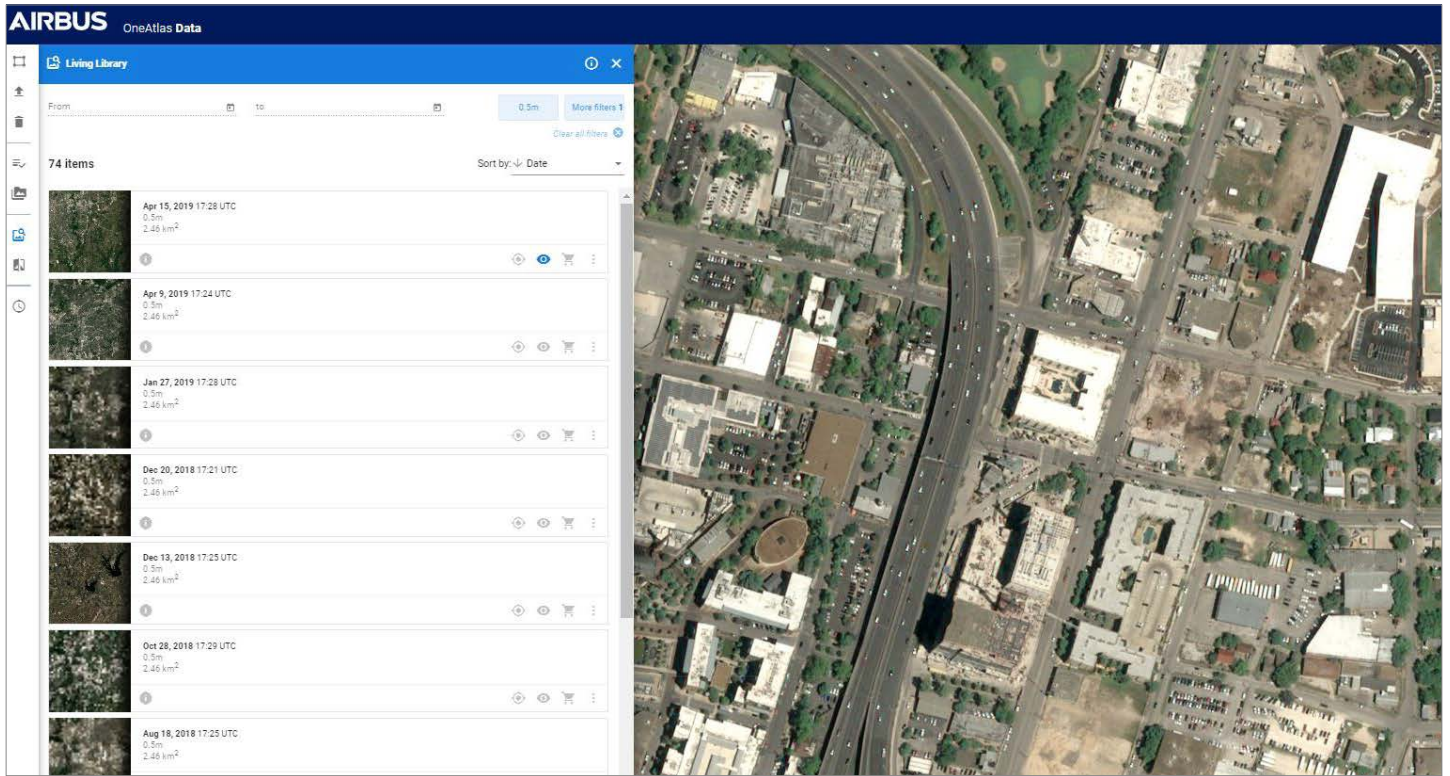 AIRBUS OneAtlas Data
Living Library
From to 0.5m More filters 1
Clear all filters
74 items Sort by: Date
Apr 15, 2019 17:28 UTC
0.5m
2.46 km²
Apr 9, 2019 17:24 UTC
0.5m
2.46 km²
Jan 27, 2019 17:28 UTC
0.5m
2.46 km²
Dec 20, 2018 17:21 UTC
0.5m
2.46 km²
Dec 13, 2018 17:25 UTC
0.5m
2.46 km²
Oct 28, 2018 17:29 UTC
0.5m
2.46 km²
Aug 18, 2018 17:25 UTC
0.5m
2.46 km²